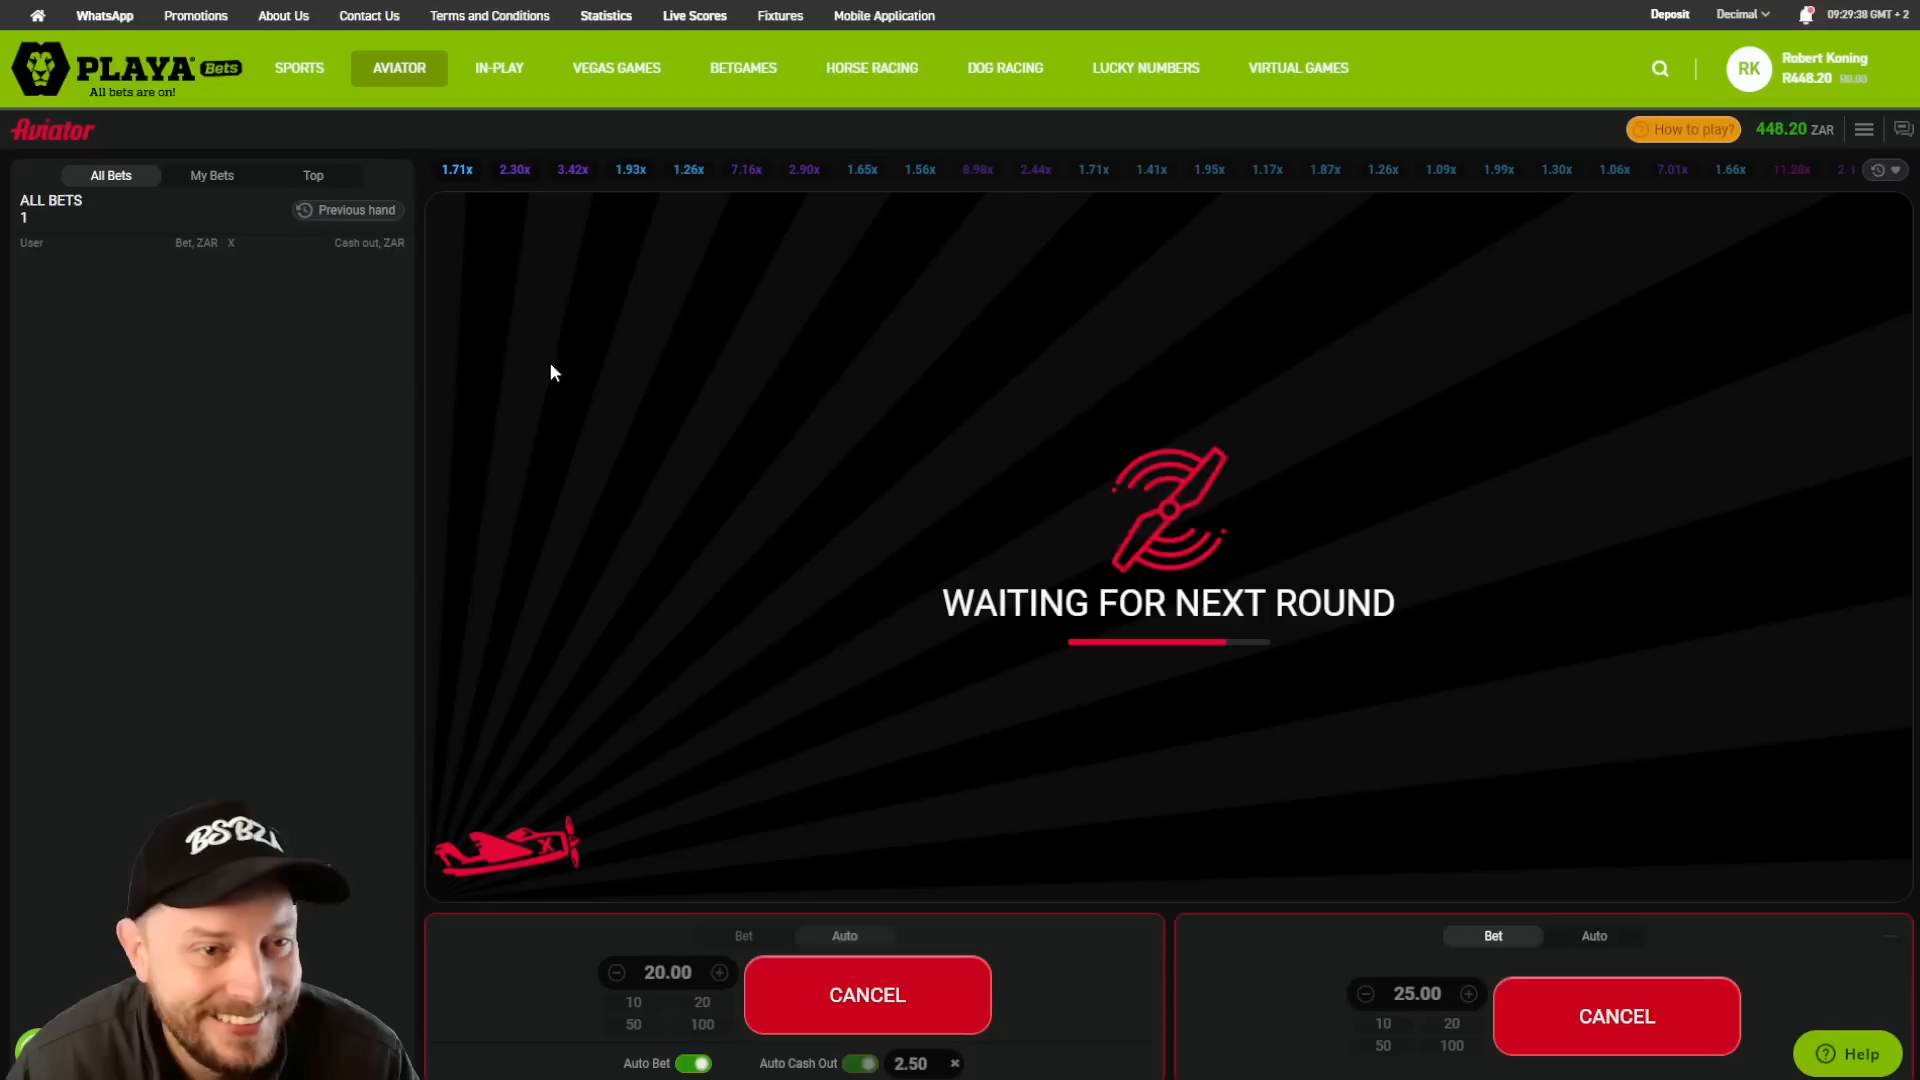 WhatsApp Promotions About Us Contact Us Terms and Conditions Statistics Live Scores Fixtures Mobile Application Deposit Decimal 09:29:38 GMT + 2
PLAYA Bets
All bets are on!
SPORTS AVIATOR IN-PLAY VEGAS GAMES BETGAMES HORSE RACING DOG RACING LUCKY NUMBERS VIRTUAL GAMES
RK
Robert Koning
R448.20 R0.00
Aviator
How to play? 448.20 ZAR
1.71x 2.30x 3.42x 1.93x 1.26x 7.16x 2.90x 1.65x 1.56x 8.98x 2.44x 1.71x 1.41x 1.95x 1.17x 1.87x 1.26x 1.09x 1.99x 1.30x 1.06x 7.01x 1.66x 11.28x
All Bets My Bets Top
ALL BETS
1
Previous hand
User Bet, ZAR X Cash out, ZAR
WAITING FOR NEXT ROUND
X
BSBZA
Bet Auto
20.00
10 20
50 100
CANCEL
Auto Bet Auto Cash Out 2.50
Bet Auto
25.00
10 20
50 100
CANCEL
Help